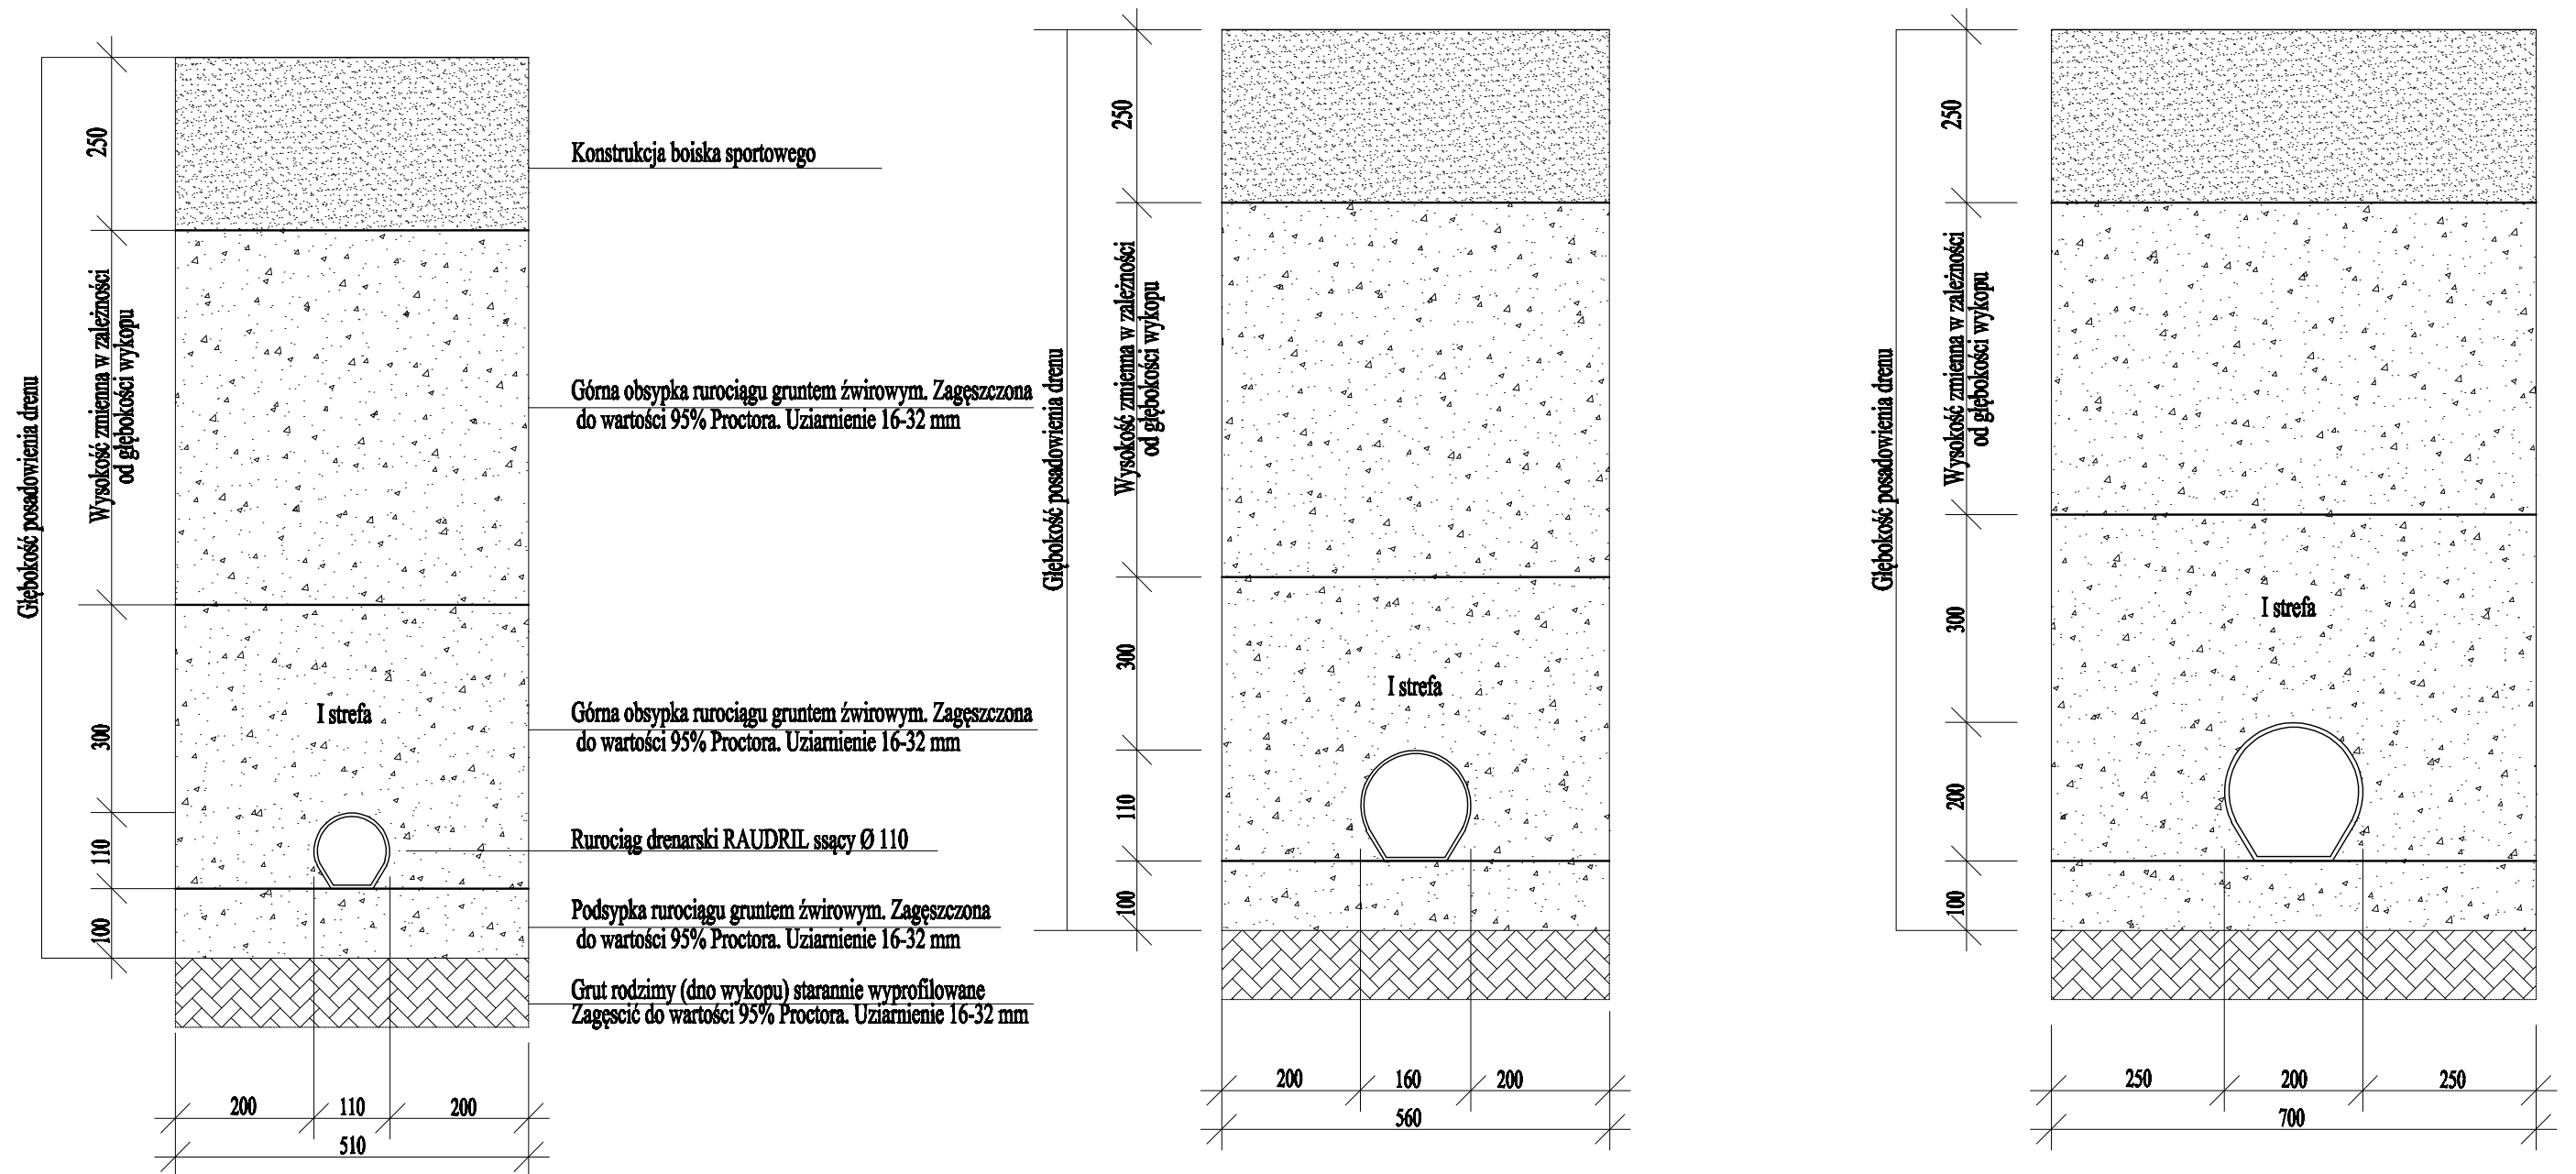 Głębokość posadowienia drenu
250
Wysokość zmienna w zależności
od głębokości wykopu
300
110
100
I strefa
200
110
200
510
Konstrukcja boiska sportowego
Górna obsypka rurociągu gruntem żwirowym. Zagęszczona
do wartości 95% Proctora. Uziarnienie 16-32 mm
Górna obsypka rurociągu gruntem żwirowym. Zagęszczona
do wartości 95% Proctora. Uziarnienie 16-32 mm
Rurociąg drenarski RAUDRIL ssący Ø 110
Podsypka rurociągu gruntem żwirowym. Zagęszczona
do wartości 95% Proctora. Uziarnienie 16-32 mm
Grut rodzimy (dno wykopu) starannie wyprofilowane
Zagęscić do wartości 95% Proctora. Uziarnienie 16-32 mm
Głębokość posadowienia drenu
250
Wysokość zmienna w zależności
od głębokości wykopu
300
110
100
I strefa
200
160
200
560
Głębokość posadowienia drenu
250
Wysokość zmienna w zależności
od głębokości wykopu
300
200
100
I strefa
250
200
250
700